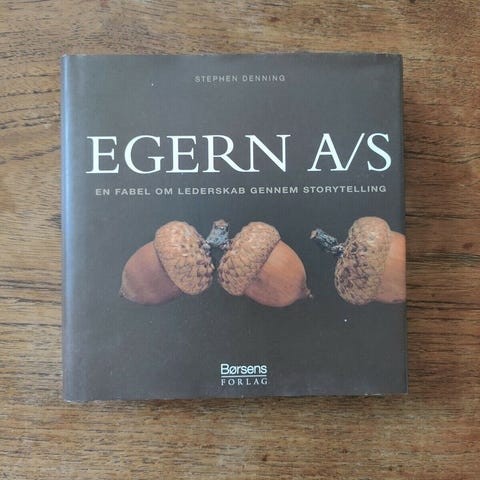 STEPHEN DENNING
EGERN A/S
EN FABEL OM LEDERSKAB GENNEM STORYTELLING
Børsens
FORLAG